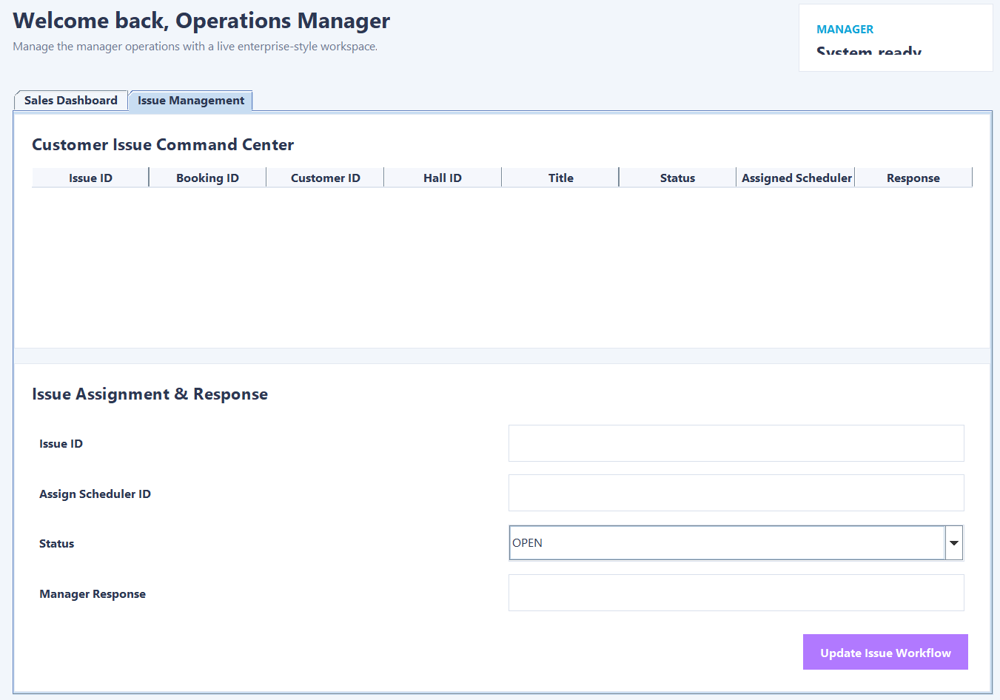 Welcome back, Operations Manager
Manage the manager operations with a live enterprise-style workspace.
MANAGER
System ready
Sales Dashboard
Issue Management
Customer Issue Command Center
Issue ID Booking ID Customer ID Hall ID Title Status Assigned Scheduler Response
Issue Assignment & Response
Issue ID
Assign Scheduler ID
Status
OPEN
Manager Response
Update Issue Workflow